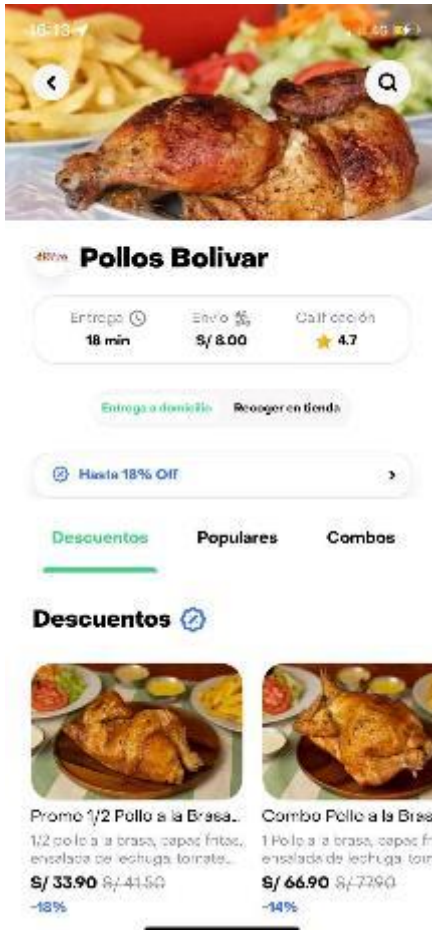 16:13
4G
Pollos Bolivar
Entrega Envío Calificación
18 min S/ 8.00 4.7
Entrega a domicilio Recoger en tienda
Hasta 18% Off
Descuentos Populares Combos
Descuentos
Promo 1/2 Pollo a la Brasa... Combo Pollo a la Bras
1/2 pollo a la brasa, papas fritas, 1 Pollo a la brasa, papas fr
ensalada de lechuga, tomate... ensalada de lechuga, tom
S/ 33.90 S/ 41.50 S/ 66.90 S/ 77.90
-18% -14%